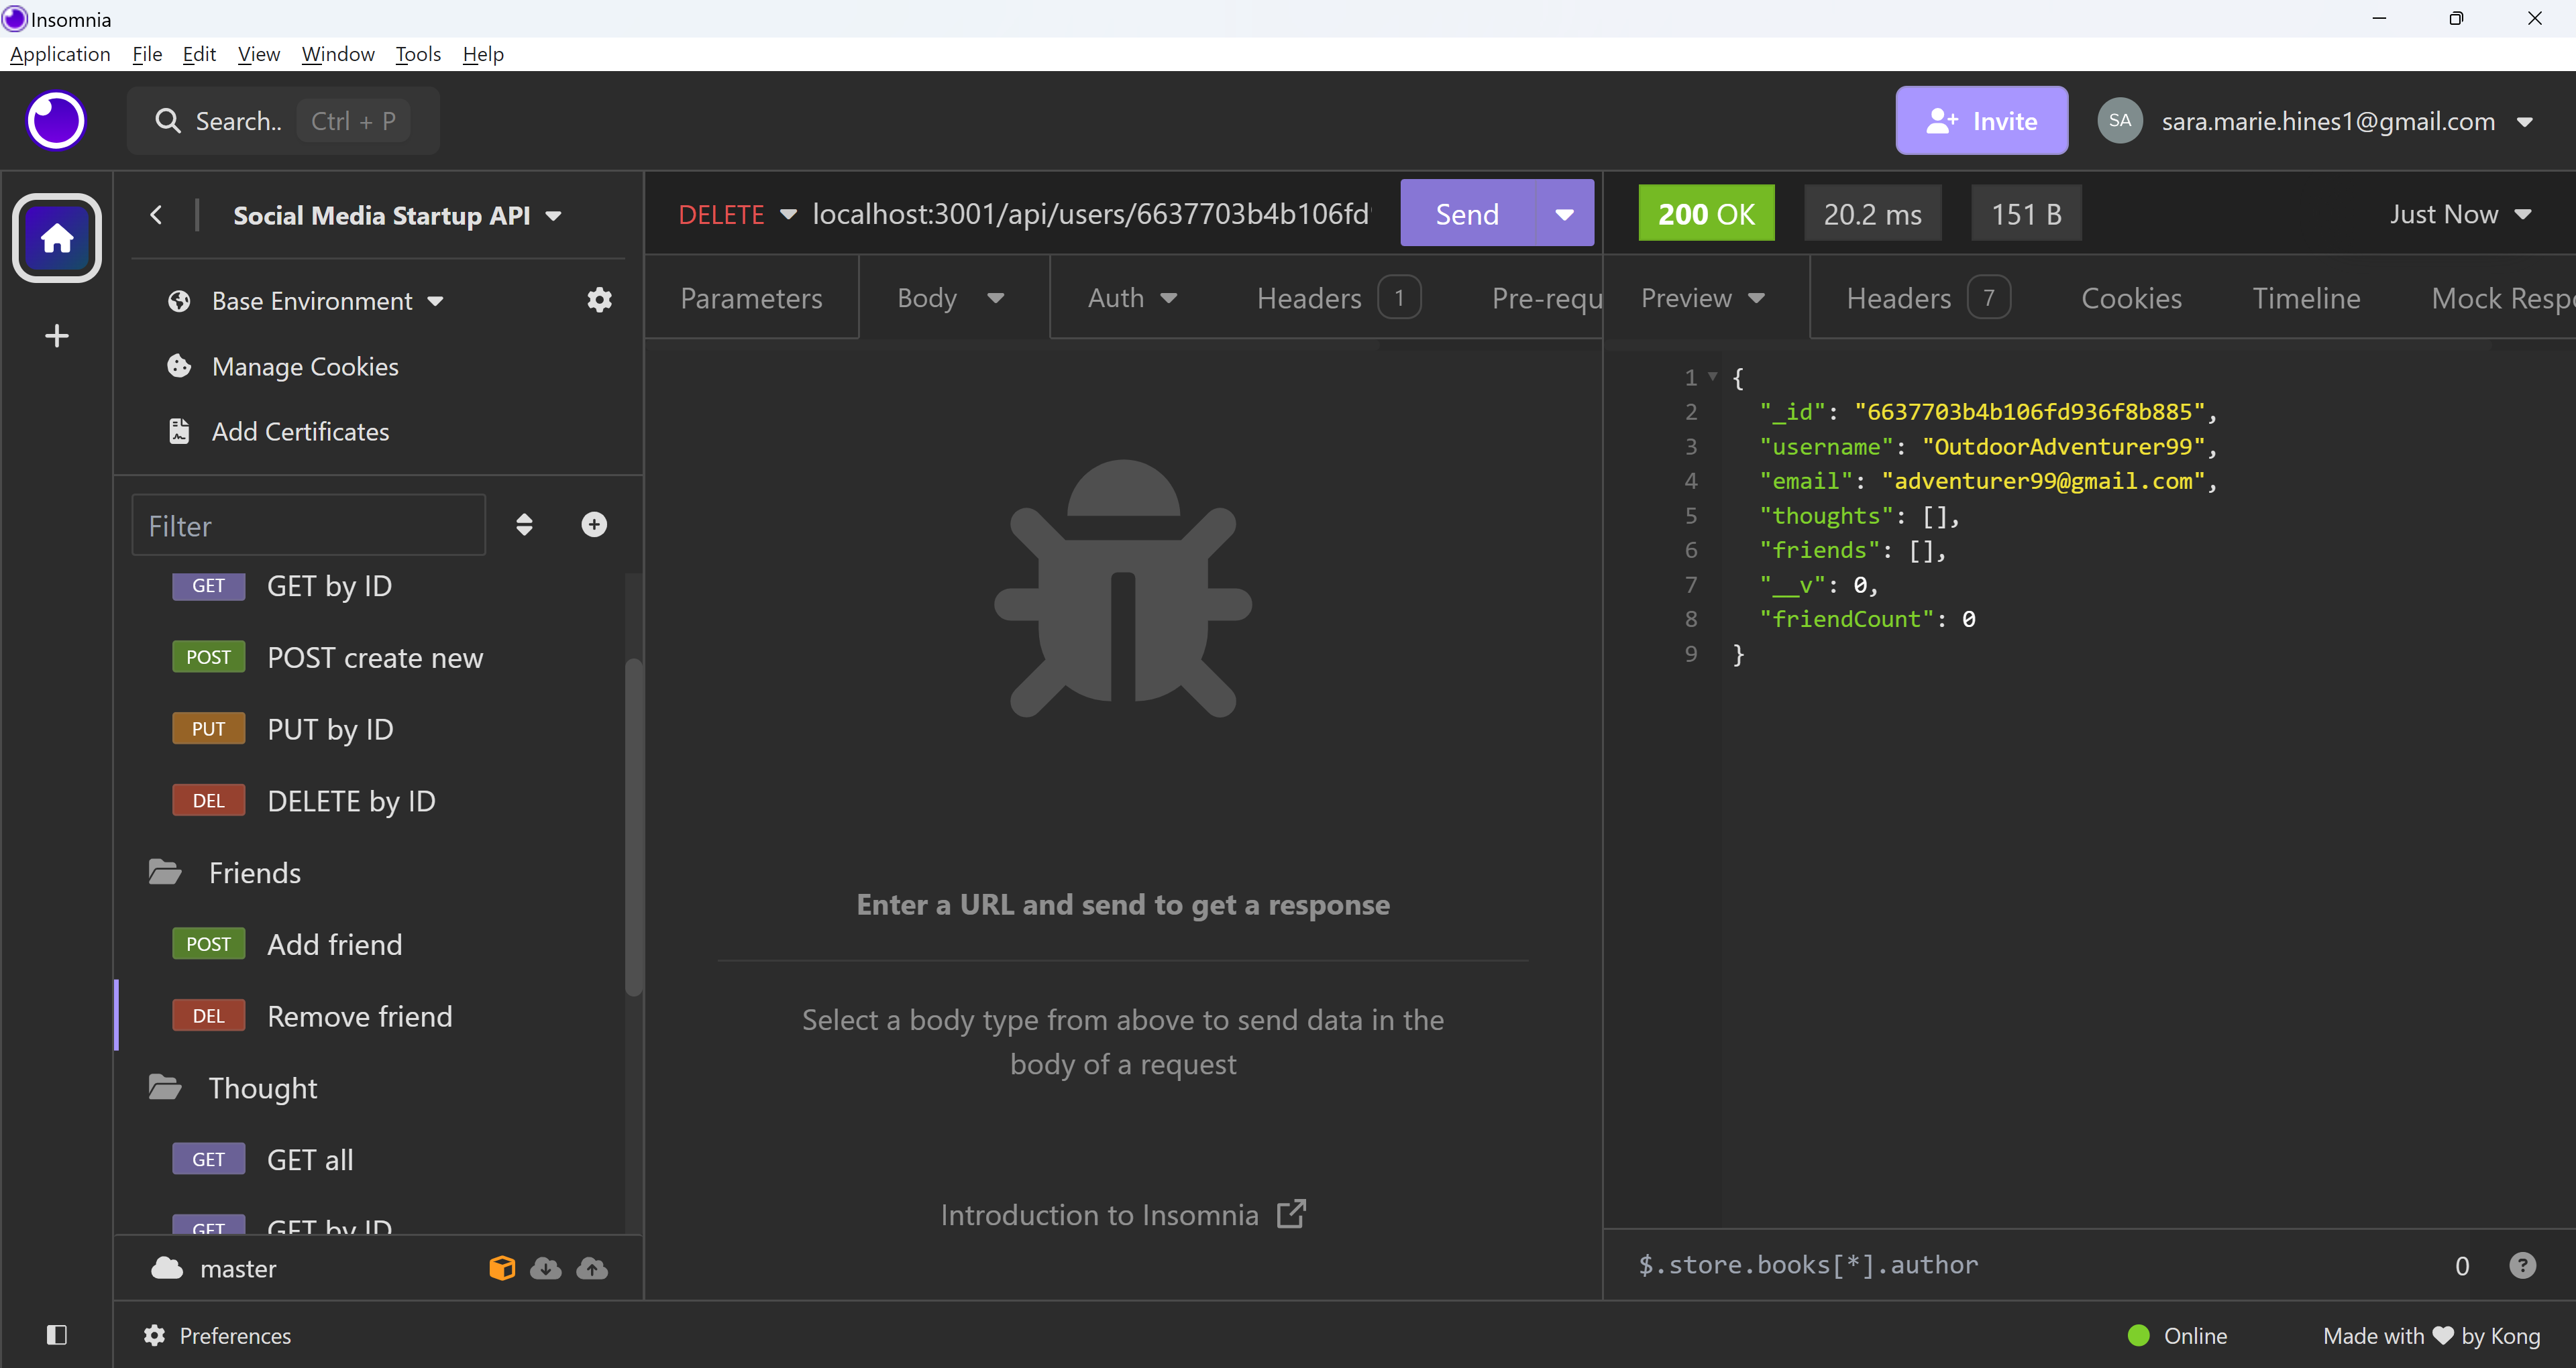 Insomnia
Application File Edit View Window Tools Help
Search.. Ctrl + P
Invite
SA sara.marie.hines1@gmail.com
Social Media Startup API
Base Environment
Manage Cookies
Add Certificates
Filter
GET GET by ID
POST POST create new
PUT PUT by ID
DEL DELETE by ID
Friends
POST Add friend
DEL Remove friend
Thought
GET GET all
GET GET by ID
master
Preferences
DELETE localhost:3001/api/users/6637703b4b106fd
Send
Parameters Body Auth Headers 1 Pre-requ
Enter a URL and send to get a response
Select a body type from above to send data in the
body of a request
Introduction to Insomnia
200 OK 20.2 ms 151 B Just Now
Preview Headers 7 Cookies Timeline Mock Resp
1 {
2 "_id": "6637703b4b106fd936f8b885",
3 "username": "OutdoorAdventurer99",
4 "email": "adventurer99@gmail.com",
5 "thoughts": [],
6 "friends": [],
7 "__v": 0,
8 "friendCount": 0
9 }
$.store.books[*].author 0 ?
Online Made with ❤ by Kong